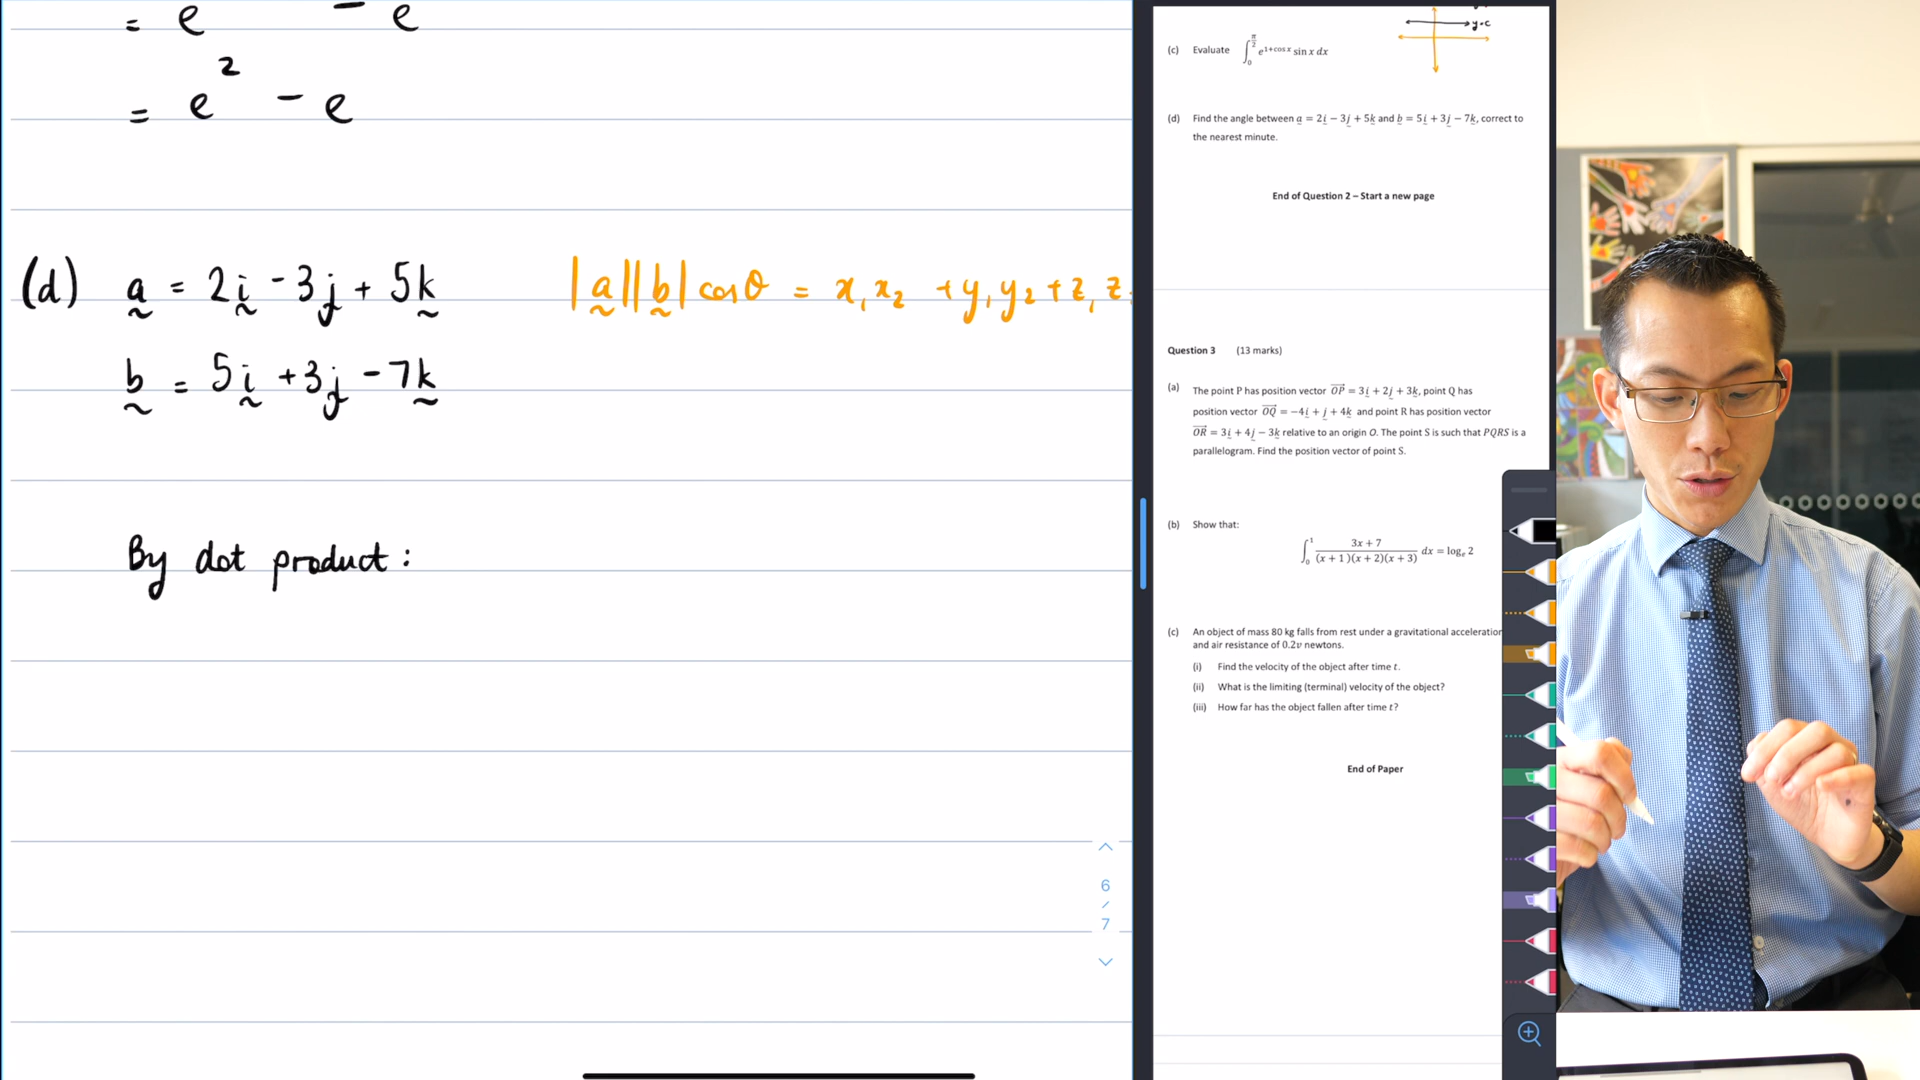 = e − e
= e² − e
(d) a = 2i − 3j + 5k |a||b| cos θ = x₁x₂ + y₁y₂ + z₁z
b = 5i + 3j − 7k
By dot product :
6
/
7
y=c
(c) Evaluate ∫₀^(π/2) e^(1+cos x) sin x dx
(d) Find the angle between a = 2i − 3j + 5k and b = 5i + 3j − 7k, correct to
the nearest minute.
End of Question 2 – Start a new page
Question 3 (13 marks)
(a) The point P has position vector OP = 3i + 2j + 3k, point Q has
position vector OQ = −4i + j + 4k and point R has position vector
OR = 3i + 4j − 3k relative to an origin O. The point S is such that PQRS is a
parallelogram. Find the position vector of point S.
(b) Show that:
∫₀¹ (3x + 7)/((x + 1)(x + 2)(x + 3)) dx = logₑ 2
(c) An object of mass 80 kg falls from rest under a gravitational acceleration
and air resistance of 0.2v newtons.
(i) Find the velocity of the object after time t.
(ii) What is the limiting (terminal) velocity of the object?
(iii) How far has the object fallen after time t?
End of Paper